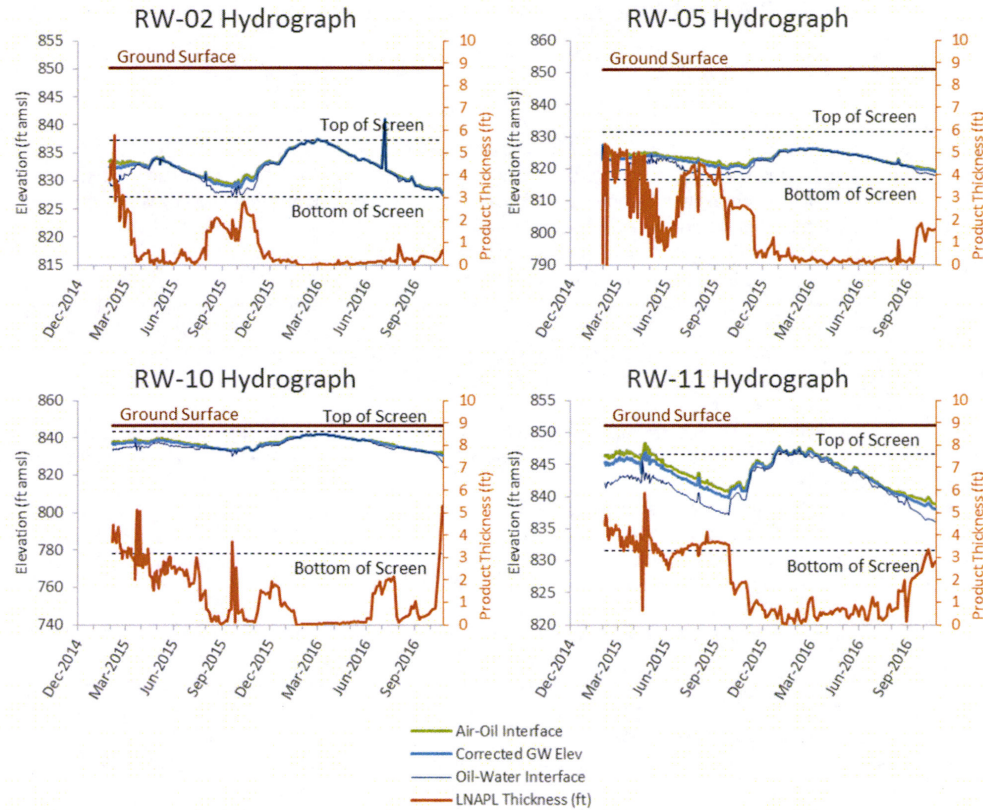 RW-02 Hydrograph
Elevation (ft amsl)
855
850
845
840
835
830
825
820
815
Ground Surface
Top of Screen
Bottom of Screen
10
9
8
7
6
5
4
3
2
1
0
Product Thickness (ft)
Dec-2014
Mar-2015
Jun-2015
Sep-2015
Dec-2015
Mar-2016
Jun-2016
Sep-2016
RW-05 Hydrograph
Elevation (ft amsl)
860
850
840
830
820
810
800
790
Ground Surface
Top of Screen
Bottom of Screen
10
9
8
7
6
5
4
3
2
1
0
Product Thickness (ft)
Dec-2014
Mar-2015
Jun-2015
Sep-2015
Dec-2015
Mar-2016
Jun-2016
Sep-2016
RW-10 Hydrograph
Elevation (ft amsl)
860
840
820
800
780
760
740
Ground Surface
Top of Screen
Bottom of Screen
10
9
8
7
6
5
4
3
2
1
0
Product Thickness (ft)
Dec-2014
Mar-2015
Jun-2015
Sep-2015
Dec-2015
Mar-2016
Jun-2016
Sep-2016
RW-11 Hydrograph
Elevation (ft amsl)
855
850
845
840
835
830
825
820
Ground Surface
Top of Screen
Bottom of Screen
10
9
8
7
6
5
4
3
2
1
0
Product Thickness (ft)
Dec-2014
Mar-2015
Jun-2015
Sep-2015
Dec-2015
Mar-2016
Jun-2016
Sep-2016
Air-Oil Interface
Corrected GW Elev
Oil-Water Interface
LNAPL Thickness (ft)